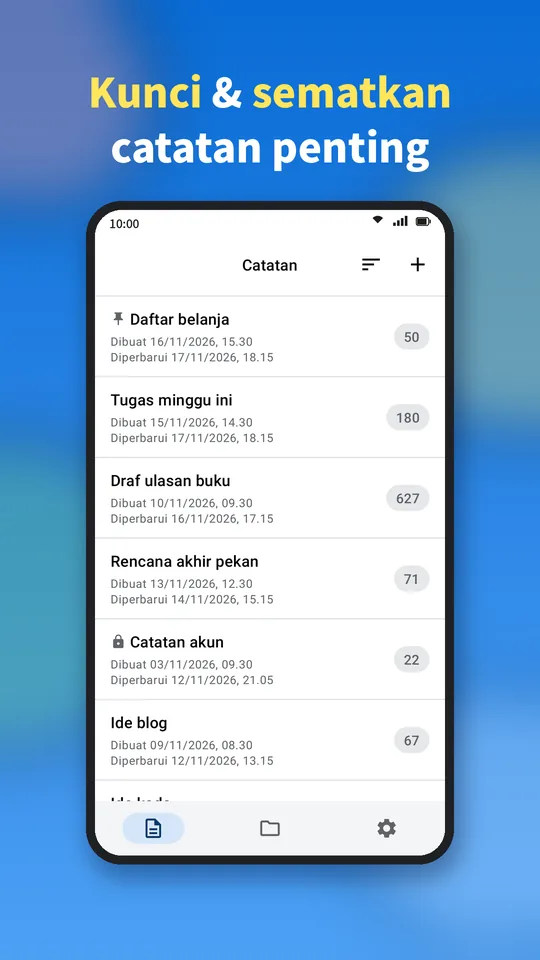 Kunci & sematkan
catatan penting
10:00
Catatan
Daftar belanja
Dibuat 16/11/2026, 15.30
Diperbarui 17/11/2026, 18.15
50
Tugas minggu ini
Dibuat 15/11/2026, 14.30
Diperbarui 17/11/2026, 18.15
180
Draf ulasan buku
Dibuat 10/11/2026, 09.30
Diperbarui 16/11/2026, 17.15
627
Rencana akhir pekan
Dibuat 13/11/2026, 12.30
Diperbarui 14/11/2026, 15.15
71
Catatan akun
Dibuat 03/11/2026, 09.30
Diperbarui 12/11/2026, 21.05
22
Ide blog
Dibuat 09/11/2026, 08.30
Diperbarui 12/11/2026, 13.15
67